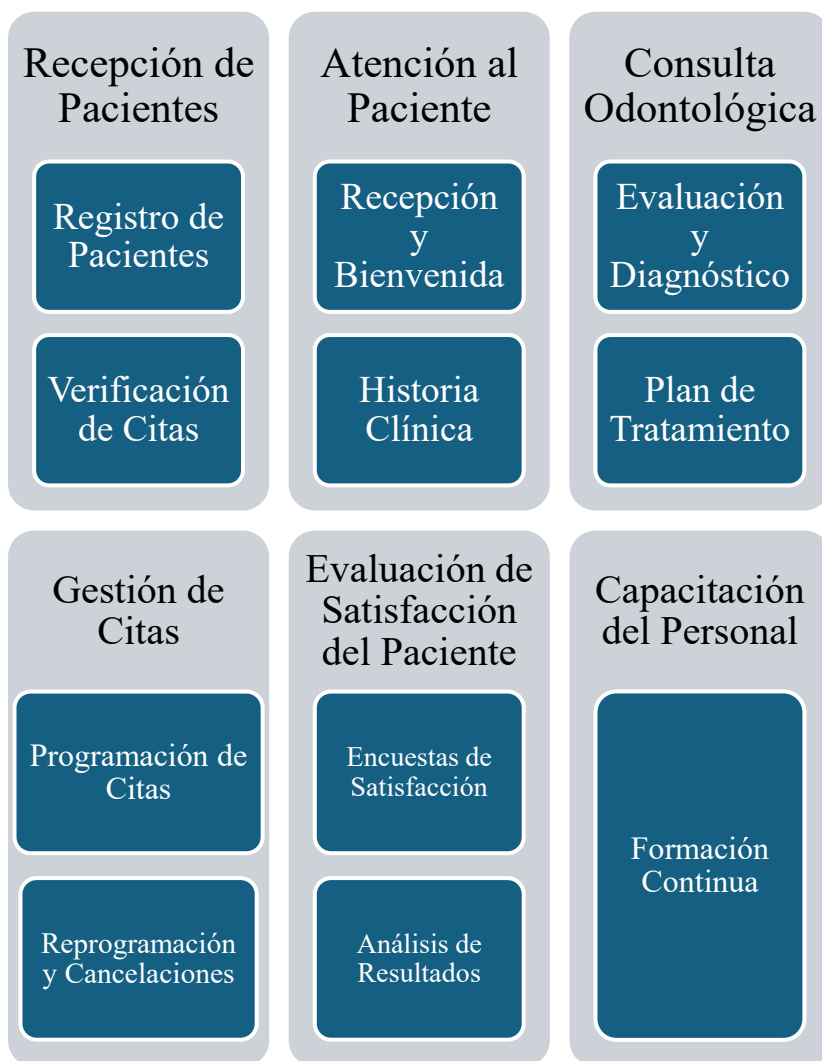 Recepción de
Pacientes
Registro de
Pacientes
Verificación
de Citas
Atención al
Paciente
Recepción
y
Bienvenida
Historia
Clínica
Consulta
Odontológica
Evaluación
y
Diagnóstico
Plan de
Tratamiento
Gestión de
Citas
Programación de
Citas
Reprogramación
y Cancelaciones
Evaluación de
Satisfacción
del Paciente
Encuestas de
Satisfacción
Análisis de
Resultados
Capacitación
del Personal
Formación
Continua